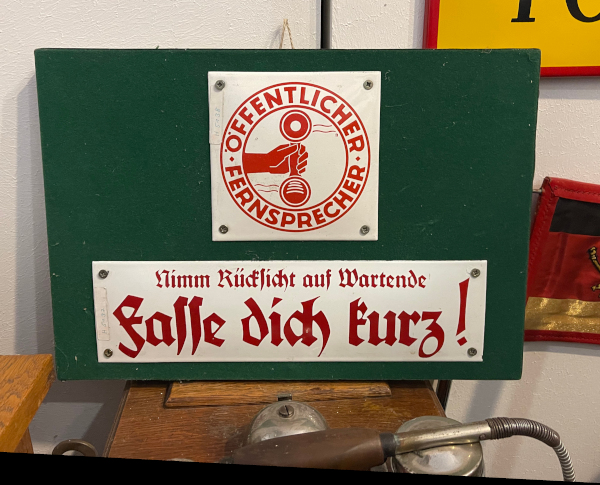 ÖFFENTLICHER
FERNSPRECHER
Nimm Rücksicht auf Wartende
Fasse dich kurz!